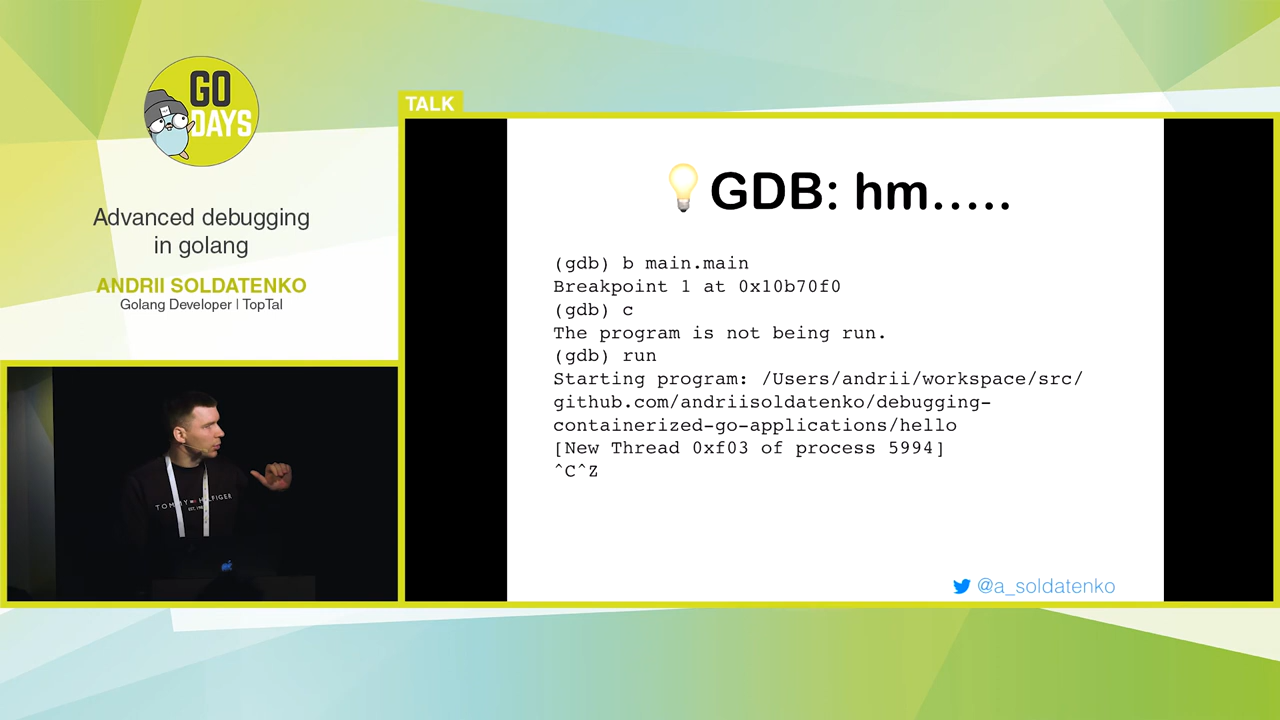 GO
DAYS
Advanced debugging
in golang
ANDRII SOLDATENKO
Golang Developer | TopTal
TALK
GDB: hm.....
(gdb) b main.main
Breakpoint 1 at 0x10b70f0
(gdb) c
The program is not being run.
(gdb) run
Starting program: /Users/andrii/workspace/src/
github.com/andriisoldatenko/debugging-
containerized-go-applications/hello
[New Thread 0xf03 of process 5994]
^C^Z
@a_soldatenko
TOMMY HILFIGER